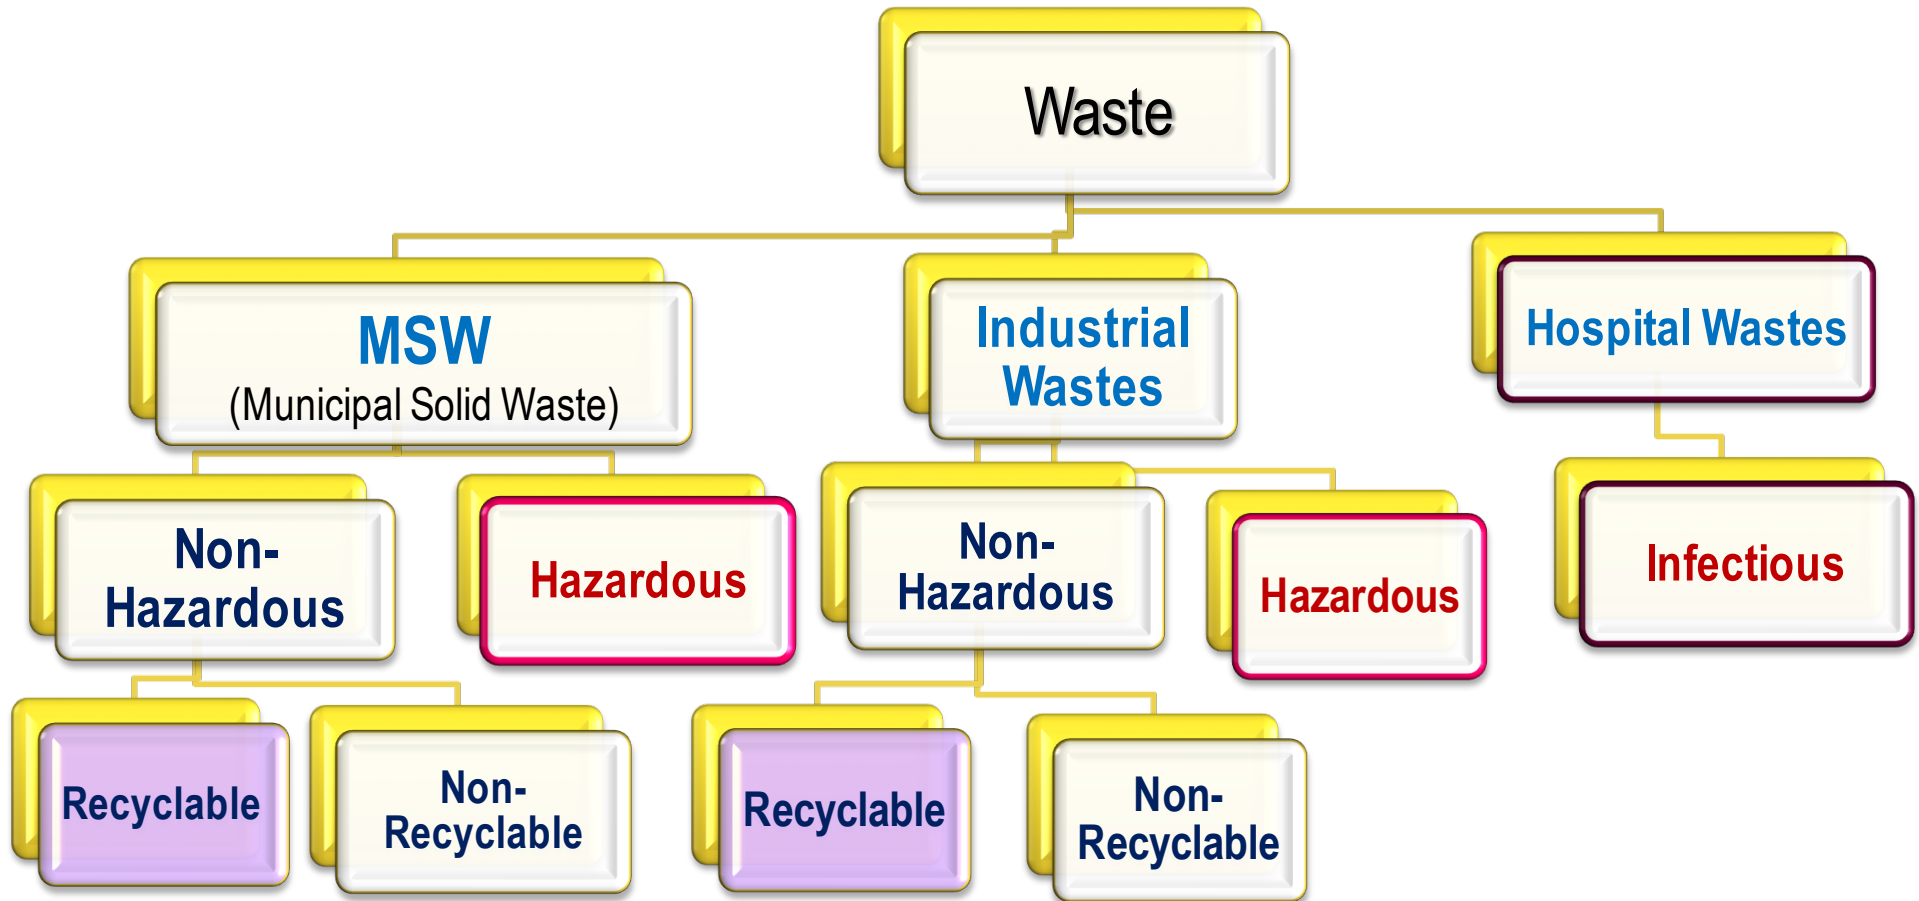 Waste
MSW
(Municipal Solid Waste)
Industrial
Wastes
Hospital Wastes
Non-
Hazardous
Hazardous
Non-
Hazardous
Hazardous
Infectious
Recyclable
Non-
Recyclable
Recyclable
Non-
Recyclable